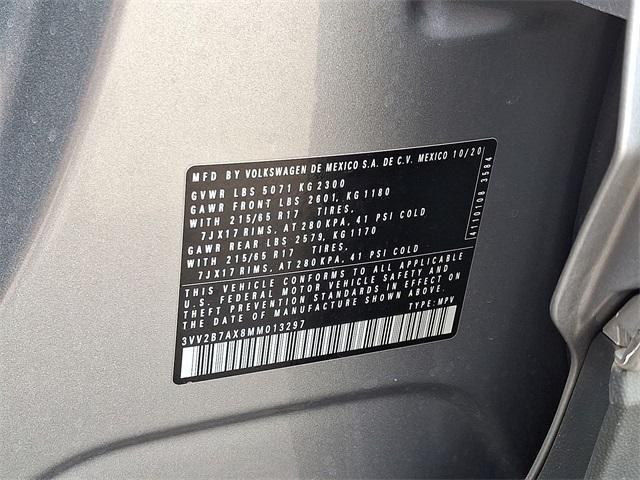 MFD BY VOLKSWAGEN DE MEXICO S.A. DE C.V. MEXICO 10/20
GVWR LBS 5071 KG 2300
GAWR FRONT LBS 2601, KG 1180
WITH 215/65 R17 TIRES,
7JX17 RIMS, AT 280 KPA, 41 PSI COLD
GAWR REAR LBS 2579, KG 1170
WITH 215/65 R17 TIRES,
7JX17 RIMS, AT 280 KPA, 41 PSI COLD
THIS VEHICLE CONFORMS TO ALL APPLICABLE
U.S. FEDERAL MOTOR VEHICLE SAFETY AND
THEFT PREVENTION STANDARDS IN EFFECT ON
THE DATE OF MANUFACTURE SHOWN ABOVE.
3VV2B7AX8MM013297 TYPE: MPV
4110108 3584